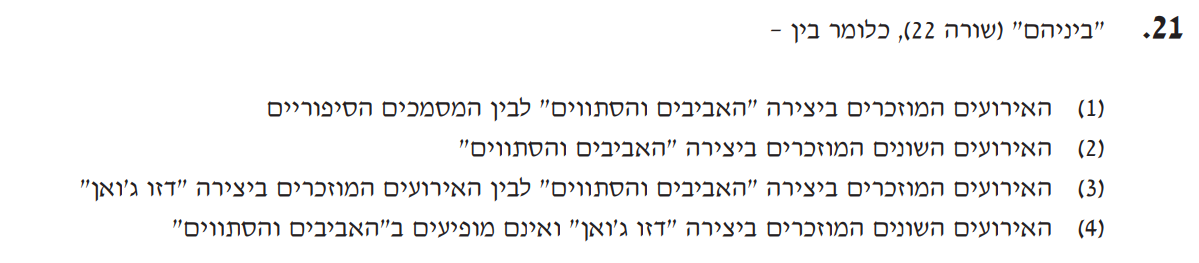 21. "ביניהם" (שורה 22), כלומר בין –
(1) האירועים המוזכרים ביצירה "האביבים והסתווים" לבין המסמכים הסיפוריים
(2) האירועים השונים המוזכרים ביצירה "האביבים והסתווים"
(3) האירועים המוזכרים ביצירה "האביבים והסתווים" לבין האירועים המוזכרים ביצירה "דזו ג'ואן"
(4) האירועים השונים המוזכרים ביצירה "דזו ג'ואן" ואינם מופיעים ב"האביבים והסתווים"